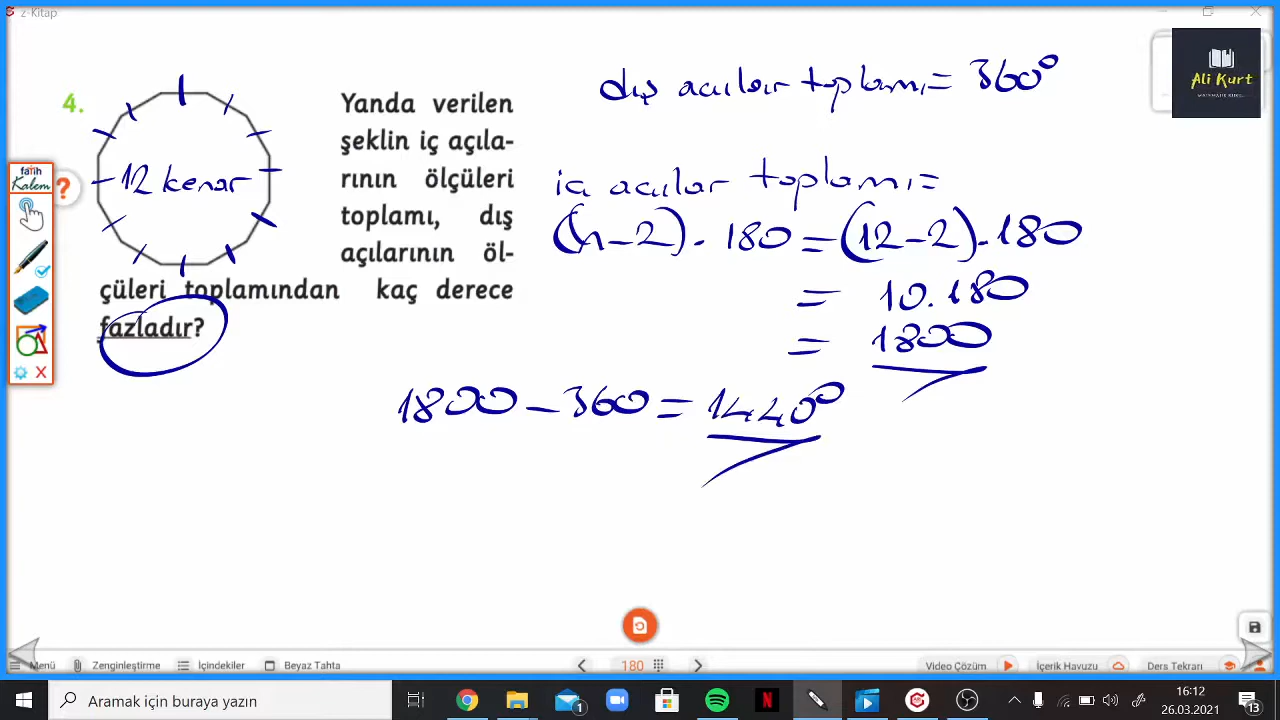 z-Kitap
Ali Kurt
4.
Yanda verilen
şeklin iç açıla-
rının ölçüleri
toplamı, dış
açılarının öl-
çüleri toplamından kaç derece
fazladır?
12 kenar
dış açılar toplamı = 360°
iç açılar toplamı =
(n-2). 180 = (12-2).180
= 10.180
= 1800
1800 - 360 = 1440°
fatih
Kalem
?
X
Menü
Zenginleştirme
İçindekiler
Beyaz Tahta
180
Video Çözüm
İçerik Havuzu
Ders Tekrarı
Aramak için buraya yazın
1
16:12
26.03.2021
13